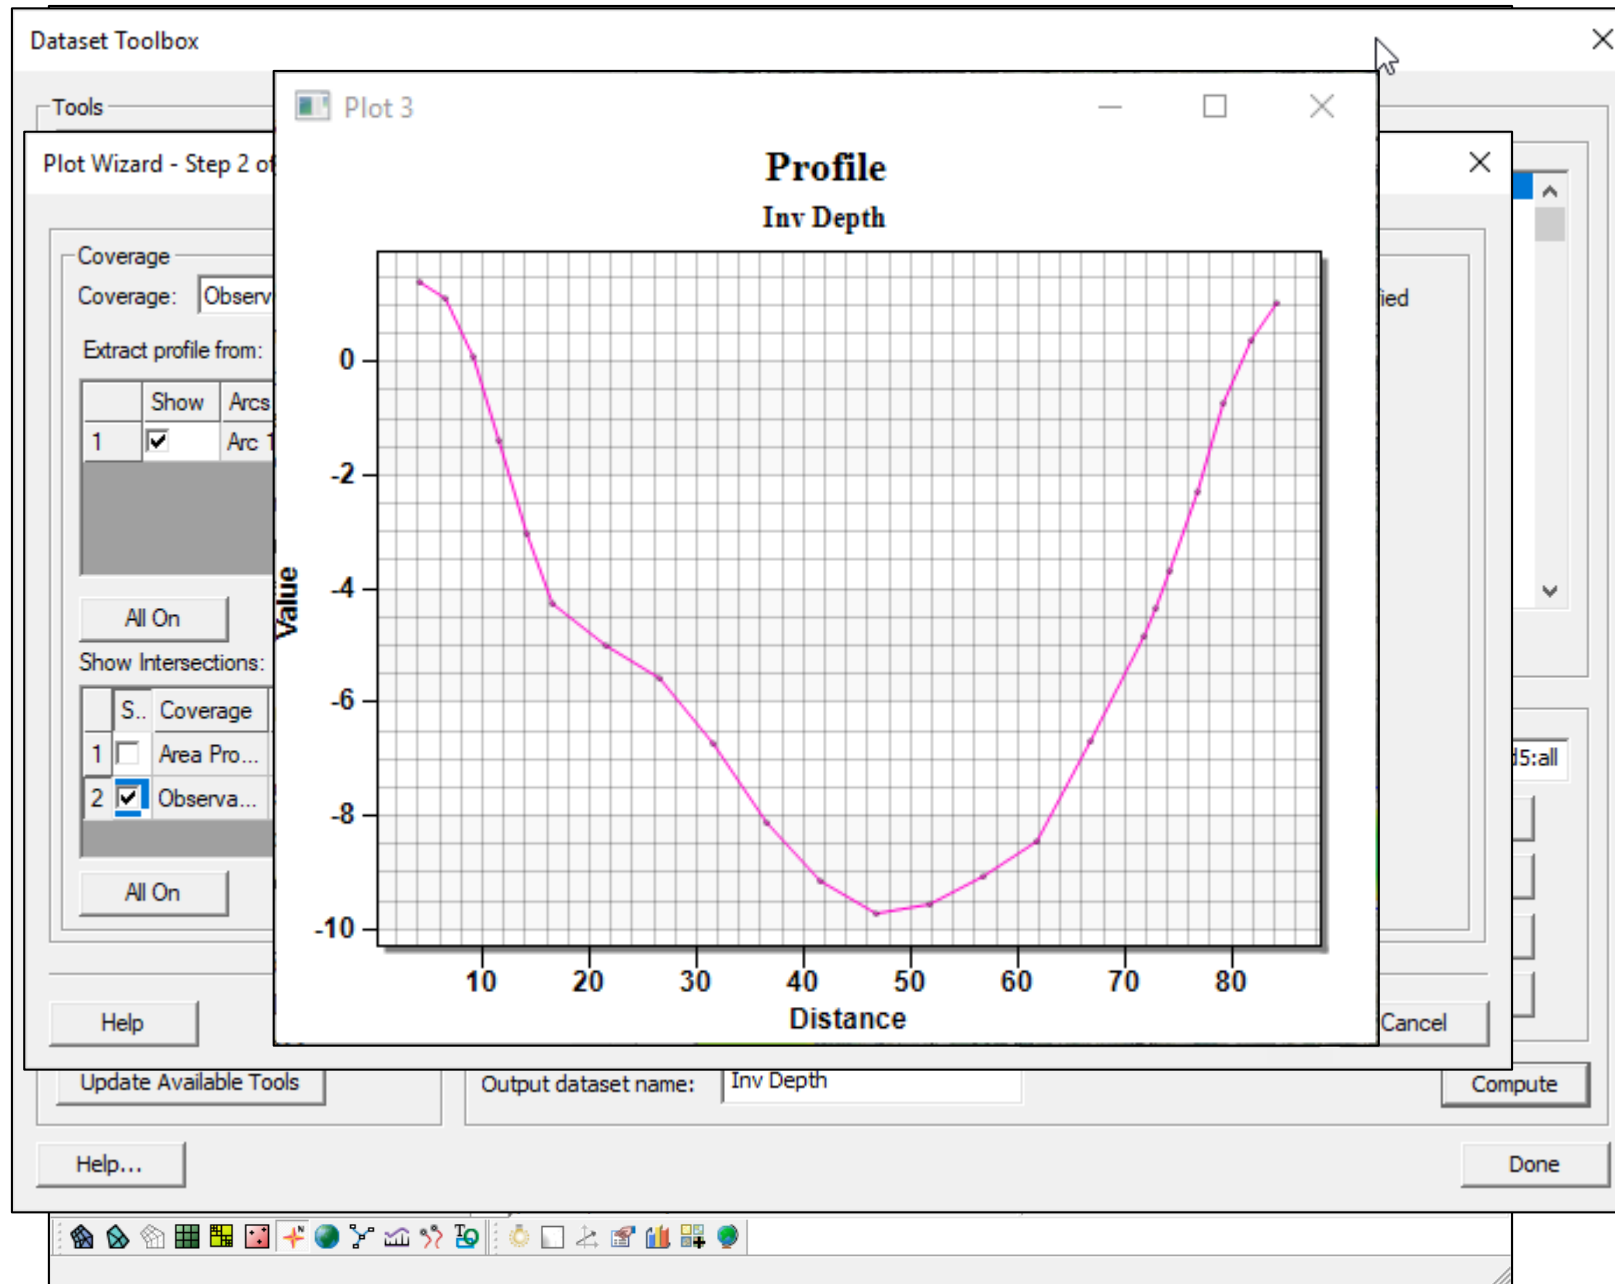 Dataset Toolbox
Tools
Plot 3
Plot Wizard - Step 2 of
Profile
Inv Depth
Coverage
Coverage: Observ
ied
Extract profile from:
Show Arcs
1 Arc 1
All On
Show Intersections:
S.. Coverage
1 Area Pro...
2 Observa...
All On
Value
0
-2
-4
-6
-8
-10
10 20 30 40 50 60 70 80
Distance
d5:all
Help
Cancel
Update Available Tools
Output dataset name: Inv Depth
Compute
Help...
Done